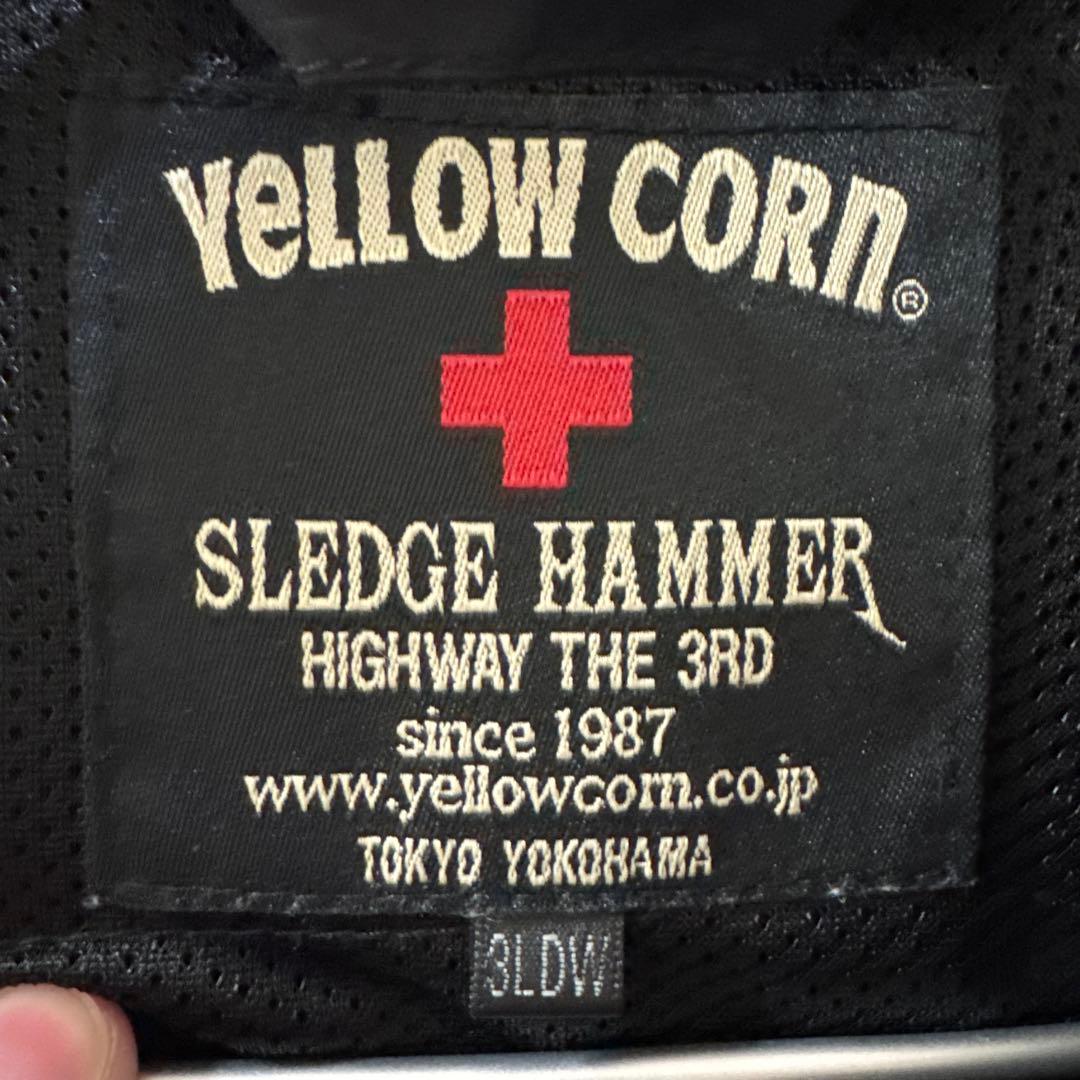 YeLLOW CORn®
SLEDGE HAMMER
HIGHWAY THE 3RD
since 1987
www.yellowcorn.co.jp
TOKYO YOKOHAMA
3LDW